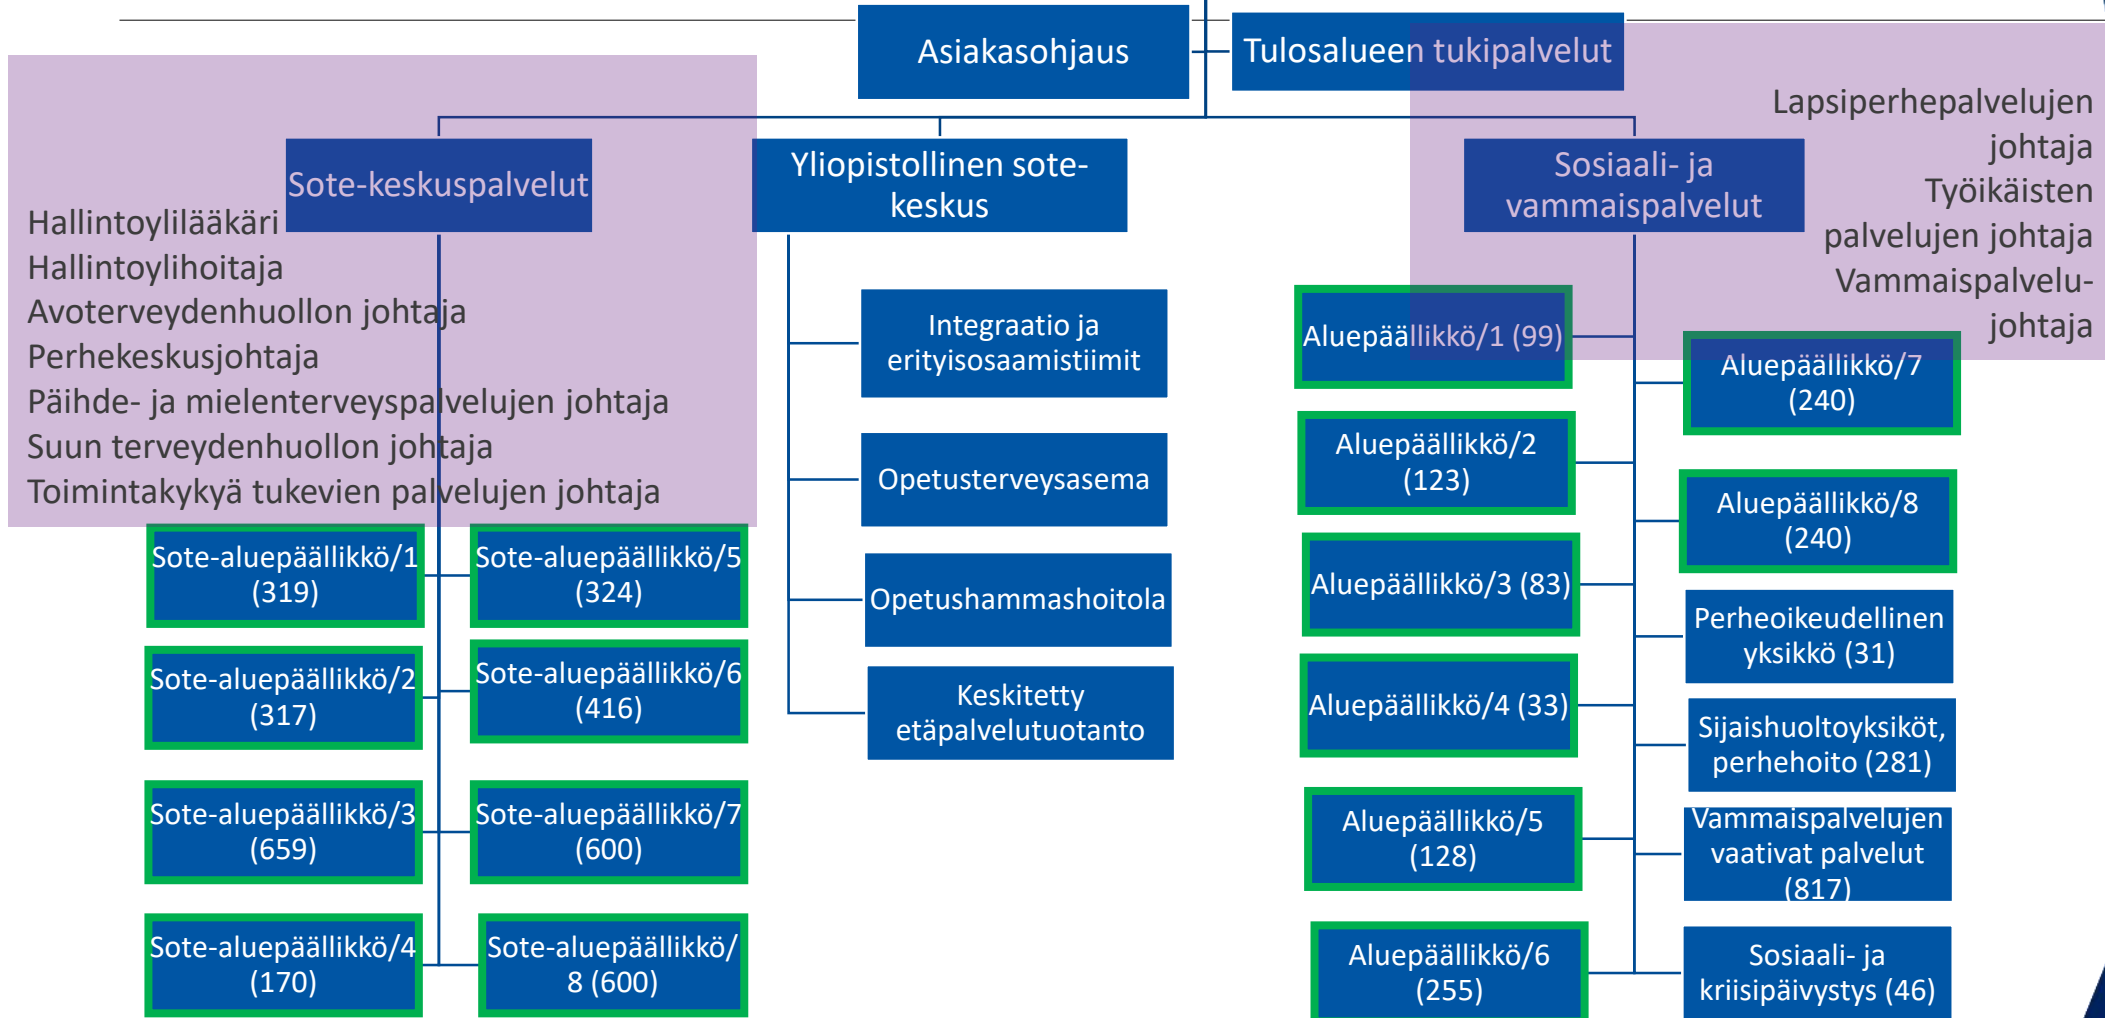 Asiakasohjaus
Tulosalueen tukipalvelut
Sote-keskuspalvelut
Hallintoylilääkäri
Hallintoylihoitaja
Avoterveydenhuollon johtaja
Perhekeskusjohtaja
Päihde- ja mielenterveyspalvelujen johtaja
Suun terveydenhuollon johtaja
Toimintakykyä tukevien palvelujen johtaja
Sote-aluepäällikkö/1
(319)
Sote-aluepäällikkö/2
(317)
Sote-aluepäällikkö/3
(659)
Sote-aluepäällikkö/4
(170)
Sote-aluepäällikkö/5
(324)
Sote-aluepäällikkö/6
(416)
Sote-aluepäällikkö/7
(600)
Sote-aluepäällikkö/
8 (600)
Yliopistollinen sote-
keskus
Integraatio ja
erityisosaamistiimit
Opetusterveysasema
Opetushammashoitola
Keskitetty
etäpalvelutuotanto
Sosiaali- ja
vammaispalvelut
Lapsiperhepalvelujen
johtaja
Työikäisten
palvelujen johtaja
Vammaispalvelu-
johtaja
Aluepäällikkö/1 (99)
Aluepäällikkö/2
(123)
Aluepäällikkö/3 (83)
Aluepäällikkö/4 (33)
Aluepäällikkö/5
(128)
Aluepäällikkö/6
(255)
Aluepäällikkö/7
(240)
Aluepäällikkö/8
(240)
Perheoikeudellinen
yksikkö (31)
Sijaishuoltoyksiköt,
perhehoito (281)
Vammaispalvelujen
vaativat palvelut
(817)
Sosiaali- ja
kriisipäivystys (46)